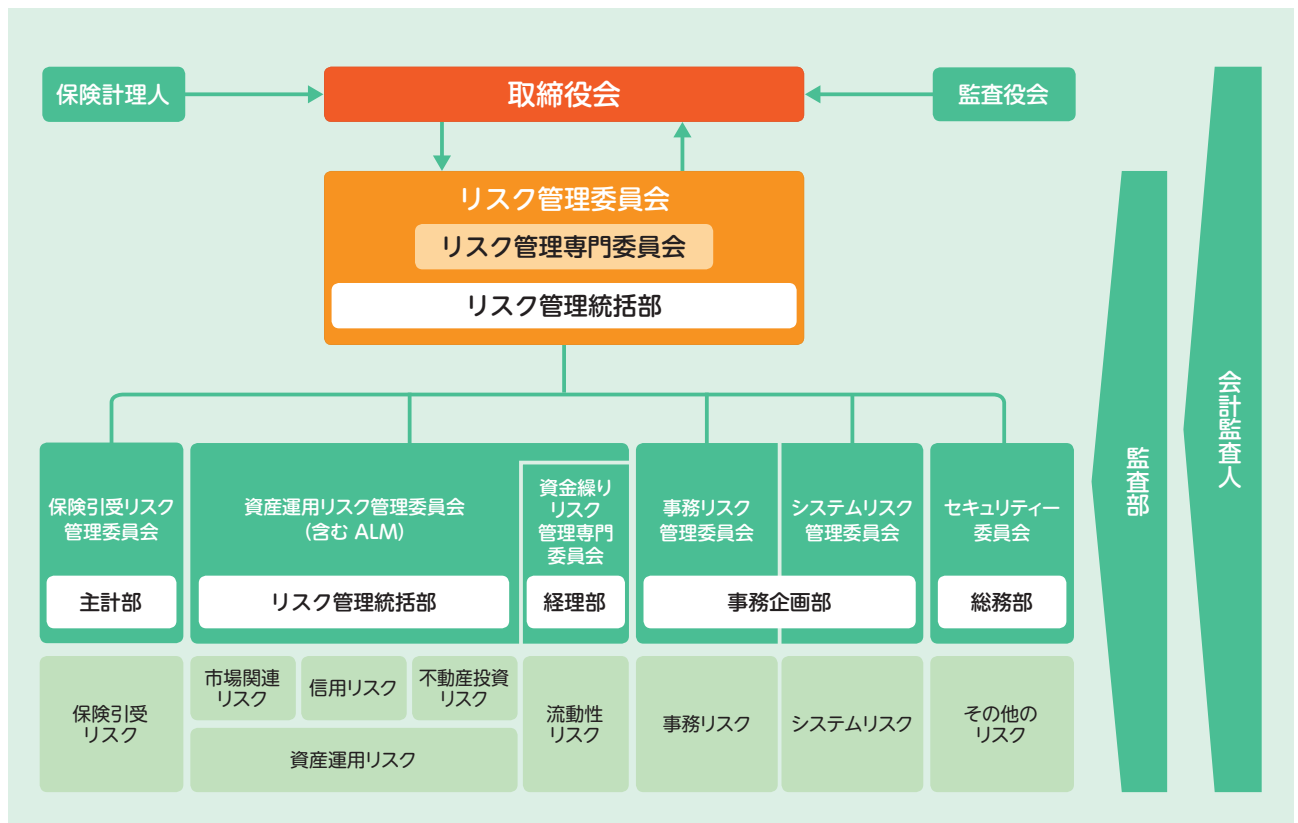 保険計理人
取締役会
監査役会
リスク管理委員会
リスク管理専門委員会
リスク管理統括部
保険引受リスク
管理委員会
主計部
資産運用リスク管理委員会
(含む ALM)
リスク管理統括部
資金繰り
リスク
管理専門
委員会
経理部
事務リスク
管理委員会
システムリスク
管理委員会
事務企画部
セキュリティー
委員会
総務部
保険引受
リスク
市場関連
リスク
信用リスク
不動産投資
リスク
資産運用リスク
流動性
リスク
事務リスク
システムリスク
その他の
リスク
監査部
会計監査人